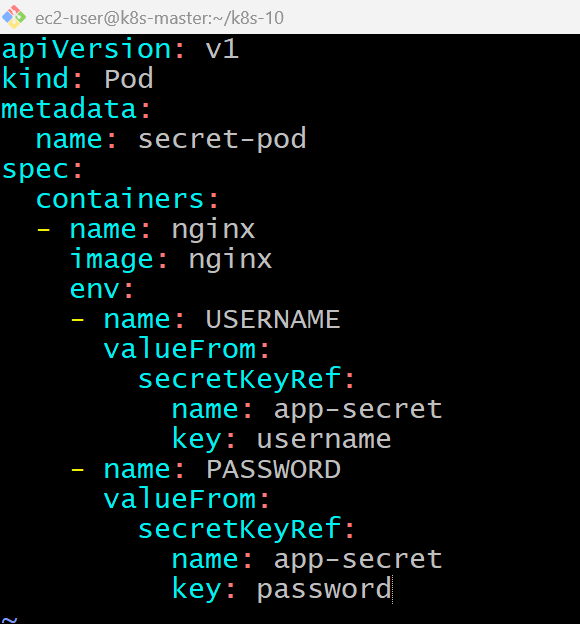 ec2-user@k8s-master:~/k8s-10
apiVersion: v1
kind: Pod
metadata:
  name: secret-pod
spec:
  containers:
  - name: nginx
    image: nginx
    env:
    - name: USERNAME
      valueFrom:
        secretKeyRef:
          name: app-secret
          key: username
    - name: PASSWORD
      valueFrom:
        secretKeyRef:
          name: app-secret
          key: password
~